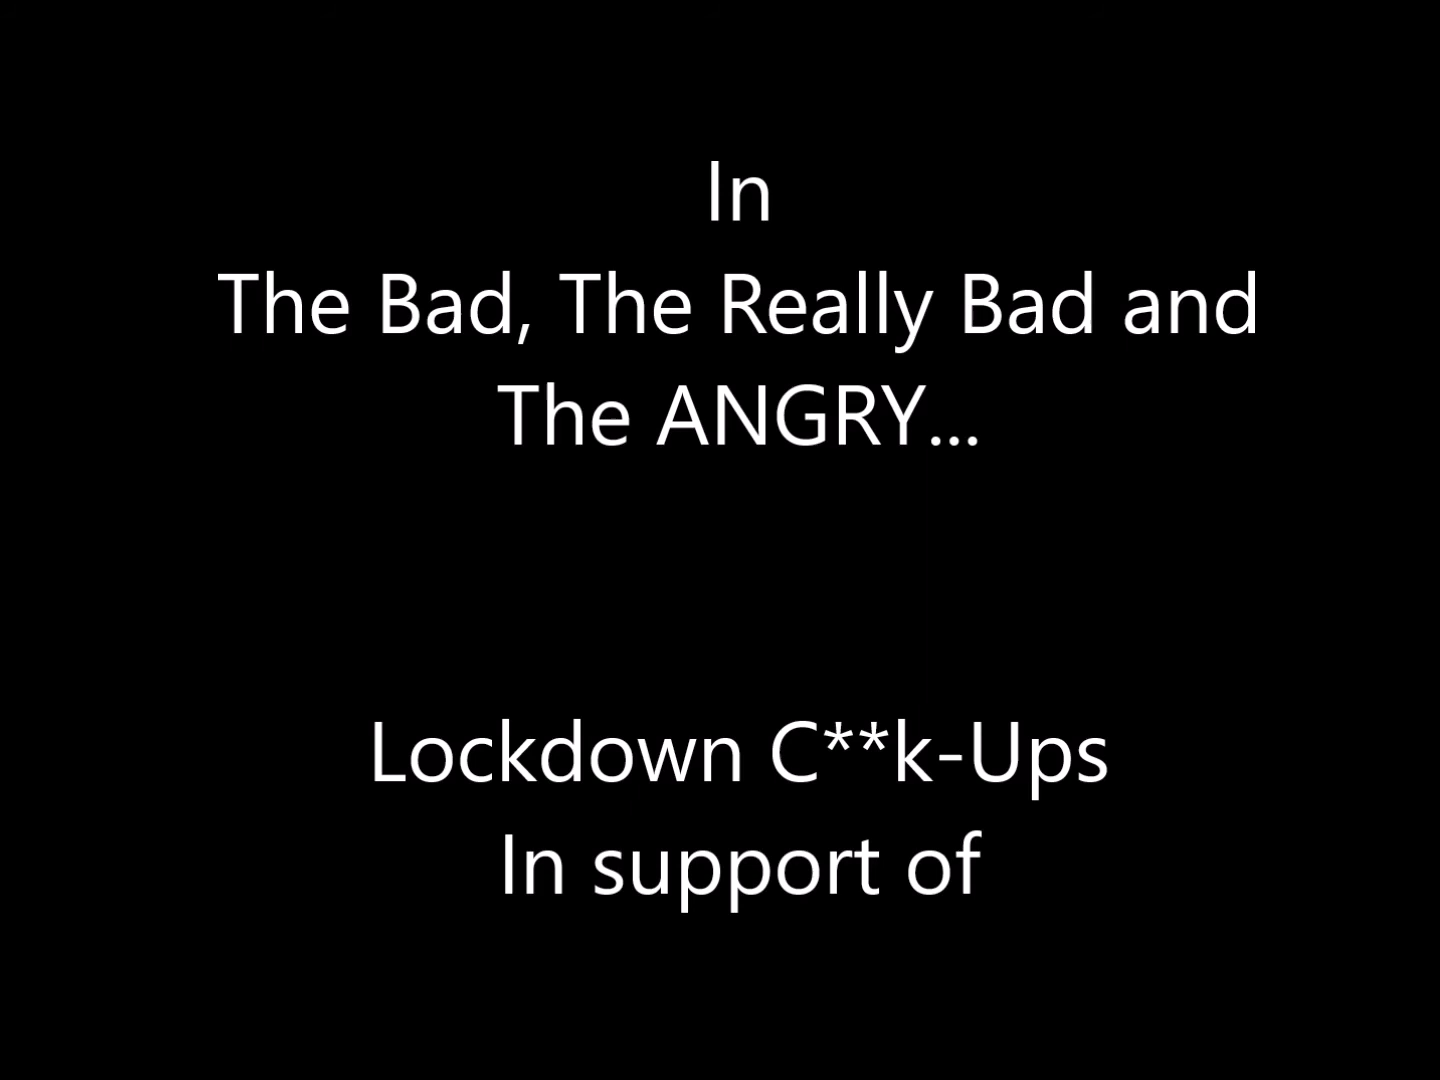 In
The Bad, The Really Bad and
The ANGRY...
Lockdown C**k-Ups
In support of